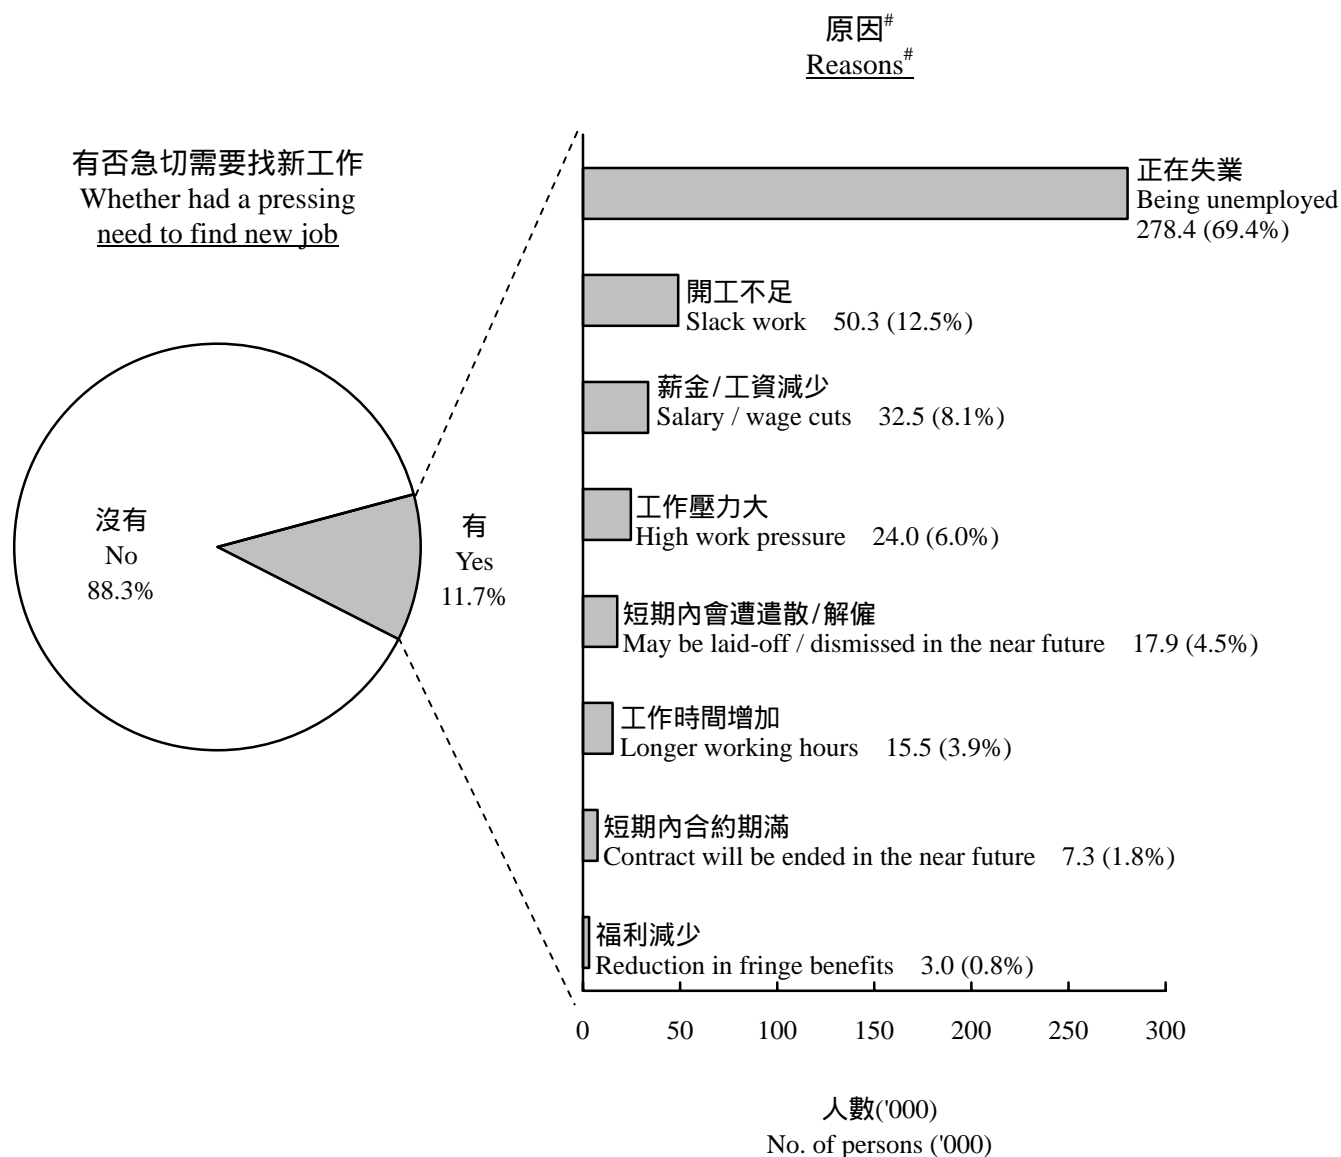 原因#
Reasons#
有否急切需要找新工作
Whether had a pressing
need to find new job
沒有
No
88.3%
有
Yes
11.7%
正在失業
Being unemployed
278.4 (69.4%)
開工不足
Slack work 50.3 (12.5%)
薪金/工資減少
Salary / wage cuts 32.5 (8.1%)
工作壓力大
High work pressure 24.0 (6.0%)
短期內會遭遣散/解僱
May be laid-off / dismissed in the near future 17.9 (4.5%)
工作時間增加
Longer working hours 15.5 (3.9%)
短期內合約期滿
Contract will be ended in the near future 7.3 (1.8%)
福利減少
Reduction in fringe benefits 3.0 (0.8%)
0 50 100 150 200 250 300
人數('000)
No. of persons ('000)